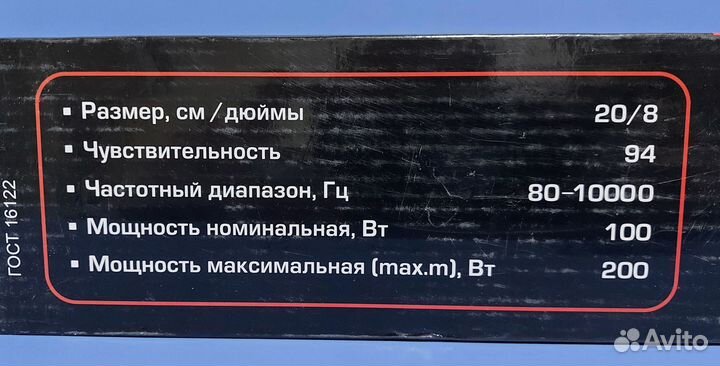 ▪ Размер, см / дюймы 20/8
▪ Чувствительность 94
▪ Частотный диапазон, Гц 80–10000
▪ Мощность номинальная, Вт 100
▪ Мощность максимальная (max.m), Вт 200
ГОСТ 16122
Avito